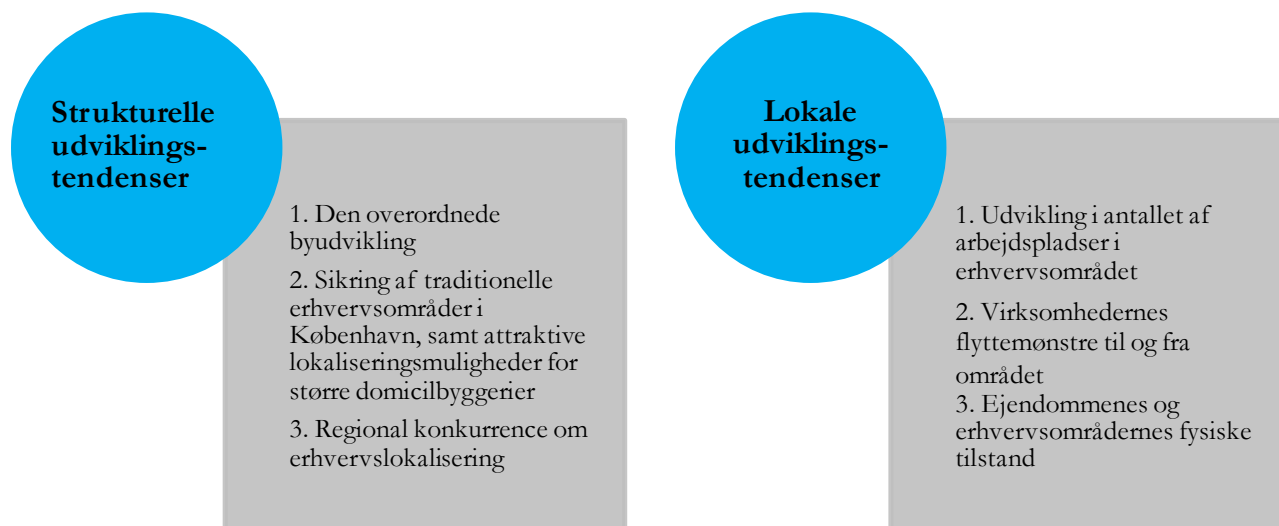 Strukturelle
udviklings-
tendenser
1. Den overordnede
byudvikling
2. Sikring af traditionelle
erhvervsområder i
København, samt attraktive
lokaliseringsmuligheder for
større domicilbyggerier
3. Regional konkurrence om
erhvervslokalisering
Lokale
udviklings-
tendenser
1. Udvikling i antallet af
arbejdspladser i
erhvervsområdet
2. Virksomhedernes
flyttemønstre til og fra
området
3. Ejendommenes og
erhvervsområdernes fysiske
tilstand